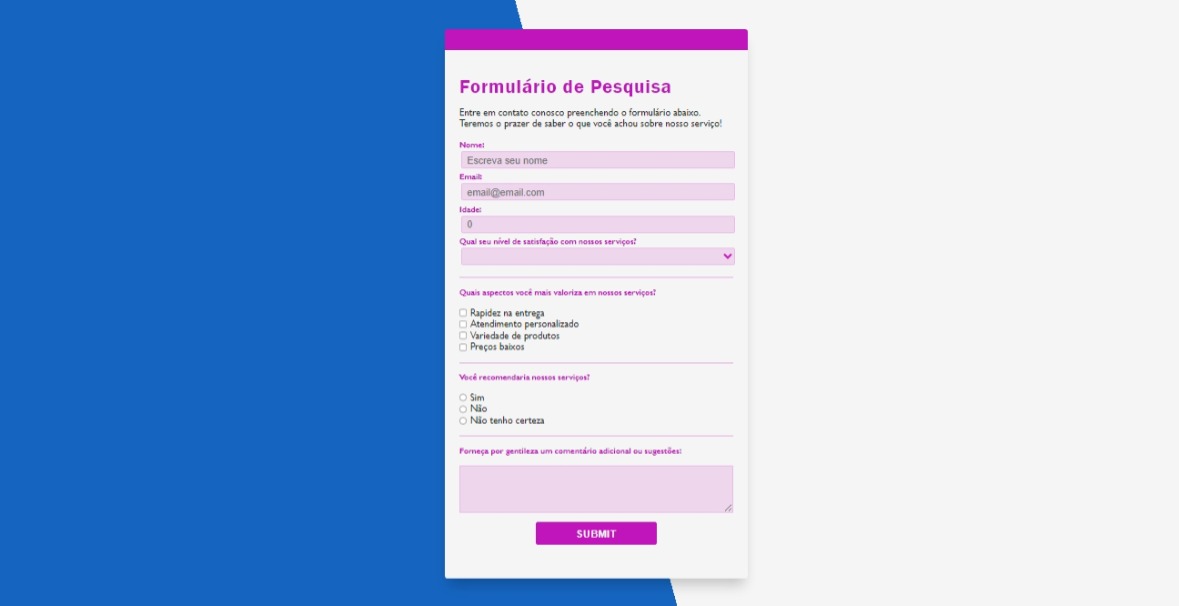 Formulário de Pesquisa
Entre em contato conosco preenchendo o formulário abaixo.
Teremos o prazer de saber o que você achou sobre nosso serviço!
Nome:
Escreva seu nome
Email:
email@email.com
Idade:
0
Qual seu nível de satisfação com nossos serviços?
Quais aspectos você mais valoriza em nossos serviços?
Rapidez na entrega
Atendimento personalizado
Variedade de produtos
Preços baixos
Você recomendaria nossos serviços?
Sim
Não
Não tenho certeza
Forneça por gentileza um comentário adicional ou sugestões:
SUBMIT